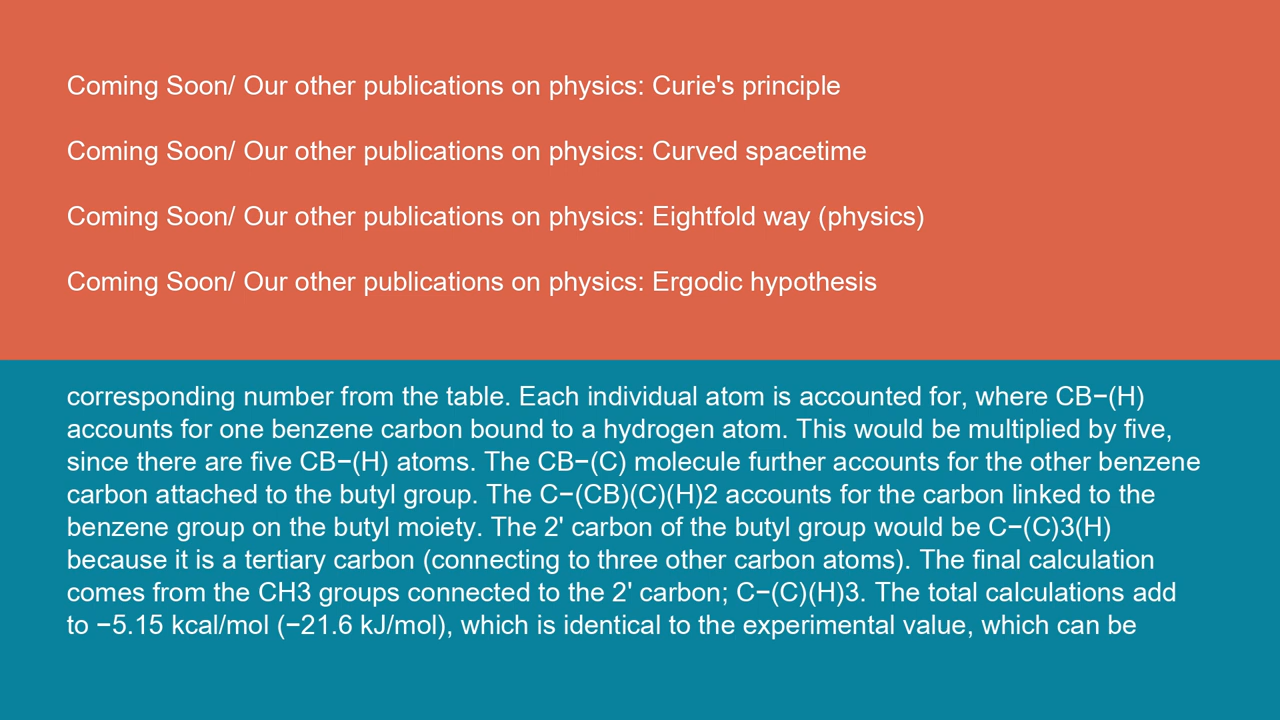 Coming Soon/ Our other publications on physics: Curie's principle
Coming Soon/ Our other publications on physics: Curved spacetime
Coming Soon/ Our other publications on physics: Eightfold way (physics)
Coming Soon/ Our other publications on physics: Ergodic hypothesis
corresponding number from the table. Each individual atom is accounted for, where CB−(H)
accounts for one benzene carbon bound to a hydrogen atom. This would be multiplied by five,
since there are five CB−(H) atoms. The CB−(C) molecule further accounts for the other benzene
carbon attached to the butyl group. The C−(CB)(C)(H)2 accounts for the carbon linked to the
benzene group on the butyl moiety. The 2' carbon of the butyl group would be C−(C)3(H)
because it is a tertiary carbon (connecting to three other carbon atoms). The final calculation
comes from the CH3 groups connected to the 2' carbon; C−(C)(H)3. The total calculations add
to −5.15 kcal/mol (−21.6 kJ/mol), which is identical to the experimental value, which can be